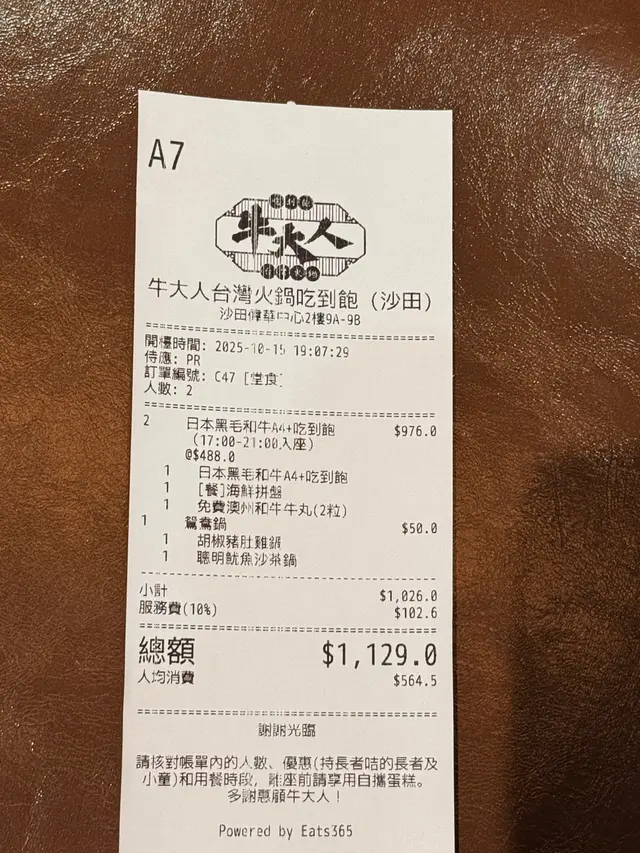 A7
牛大人
牛大人台灣火鍋吃到飽（沙田）
沙田偉華中心2樓9A-9B
開檯時間: 2025-10-15 19:07:29
侍應: PR
訂單編號: C47 [堂食]
人數: 2
2 日本黑毛和牛A4+吃到飽 $976.0
(17:00-21:00入座)
@$488.0
1 日本黑毛和牛A4+吃到飽
1 [餐]海鮮拼盤
1 免費澳州和牛牛丸(2粒)
1 鴛鴦鍋 $50.0
1 胡椒豬肚雞鍋
1 聰明魷魚沙茶鍋
小計 $1,026.0
服務費(10%) $102.6
總額 $1,129.0
人均消費 $564.5
謝謝光臨
請核對帳單內的人數、優惠(持長者咭的長者及
小童)和用餐時段, 離座前請享用自攜蛋糕。
多謝惠顧牛大人！
Powered by Eats365